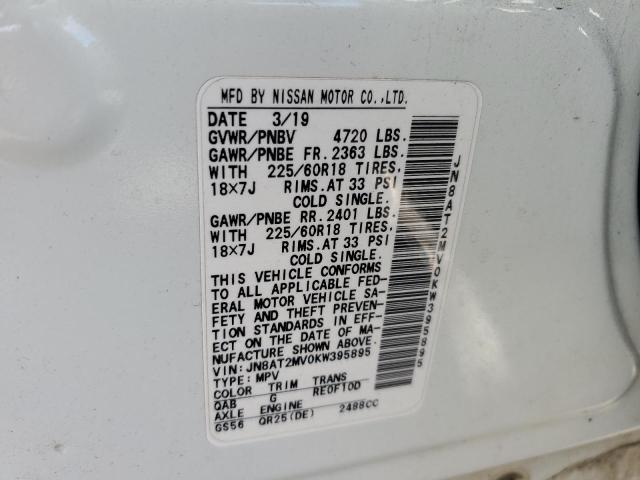 MFD BY NISSAN MOTOR CO.,LTD.
DATE 3/19
GVWR/PNBV 4720 LBS.
GAWR/PNBE FR. 2363 LBS.
WITH 225/60R18 TIRES.
18×7J RIMS. AT 33 PSI
COLD SINGLE.
GAWR/PNBE RR. 2401 LBS.
WITH 225/60R18 TIRES.
18×7J RIMS. AT 33 PSI
COLD SINGLE.
THIS VEHICLE CONFORMS
TO ALL APPLICABLE FED-
ERAL MOTOR VEHICLE SA-
FETY AND THEFT PREVEN-
TION STANDARDS IN EFF-
ECT ON THE DATE OF MA-
NUFACTURE SHOWN ABOVE.
VIN: JN8AT2MV0KW395895
TYPE: MPV
COLOR TRIM TRANS
QAB G RE0F10D
AXLE ENGINE
GS56 QR25(DE) 2488CC
JN8AT2MV0KW395895